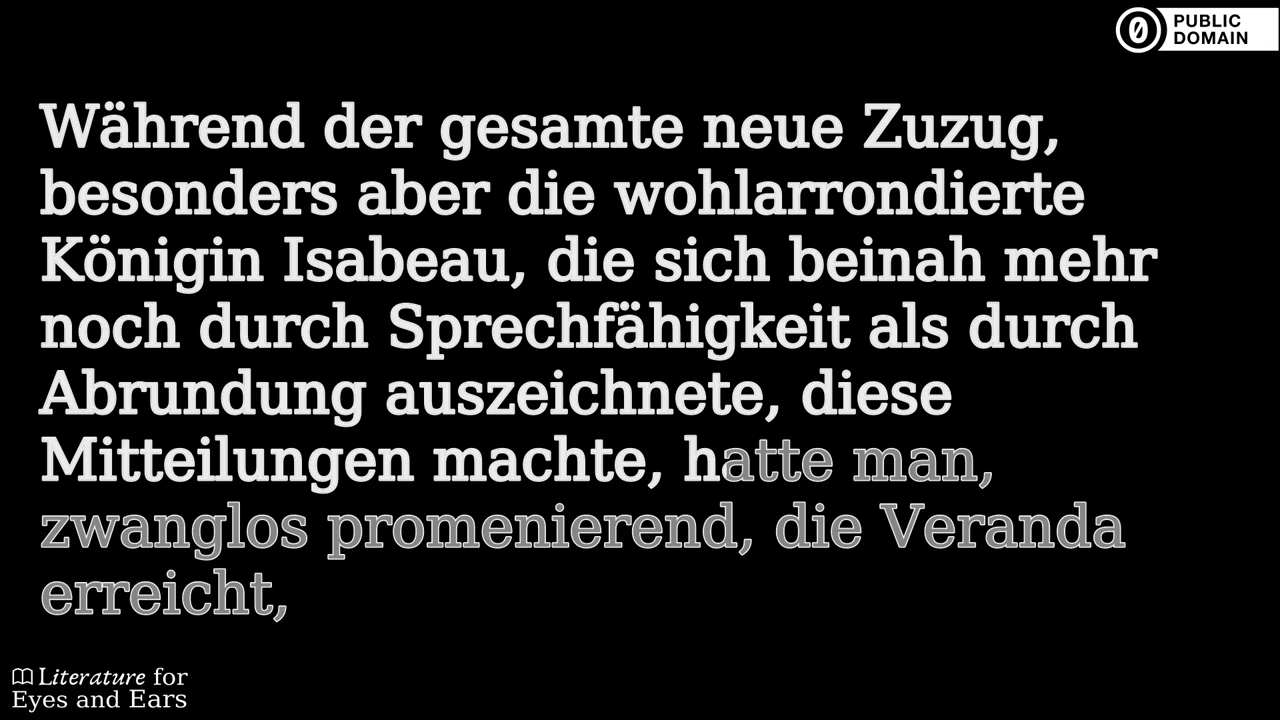 PUBLIC
DOMAIN
Während der gesamte neue Zuzug,
besonders aber die wohlarrondierte
Königin Isabeau, die sich beinah mehr
noch durch Sprechfähigkeit als durch
Abrundung auszeichnete, diese
Mitteilungen machte, hatte man,
zwanglos promenierend, die Veranda
erreicht,
Literature for
Eyes and Ears